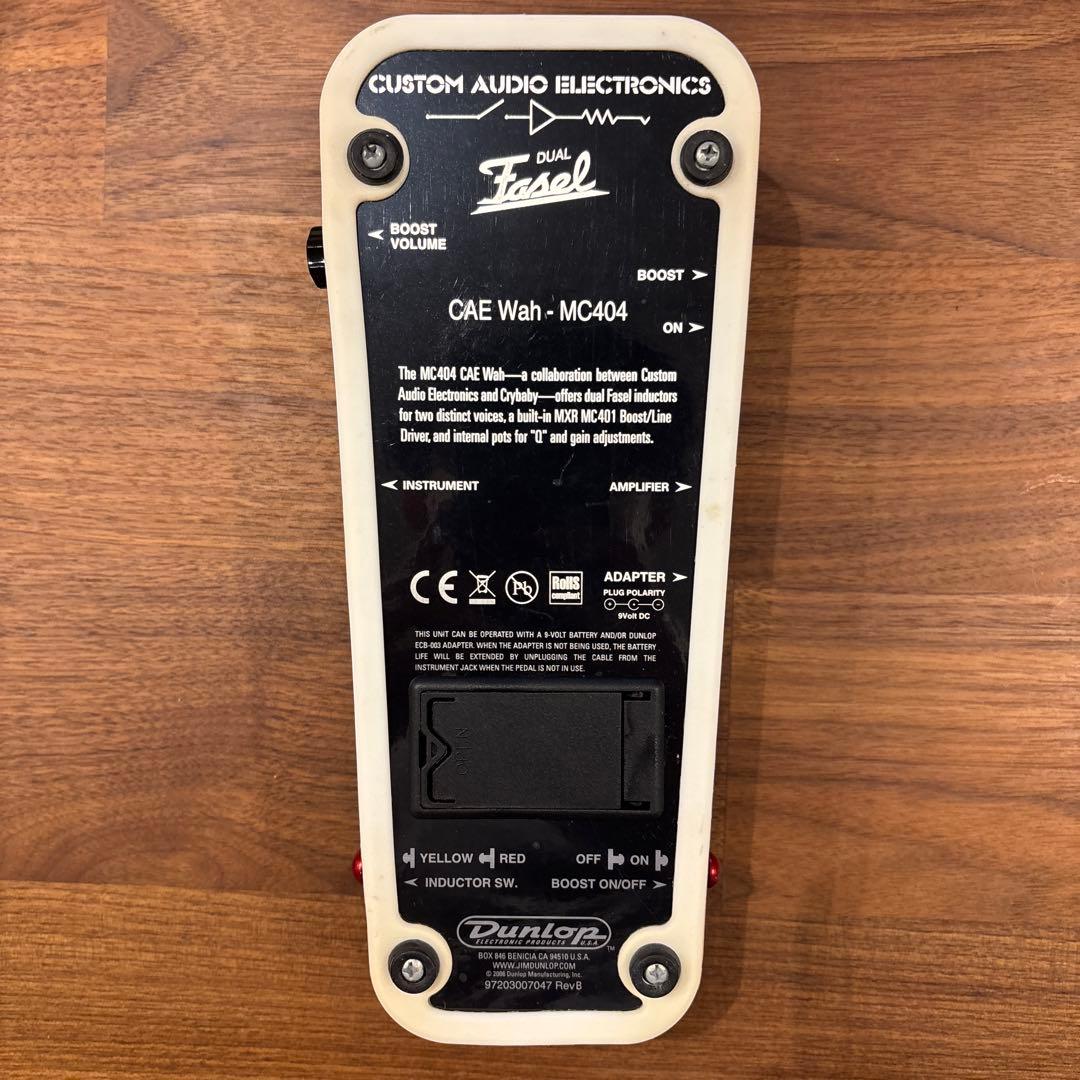 CUSTOM AUDIO ELECTRONICS
DUAL
Fasel
BOOST
VOLUME
BOOST
CAE Wah - MC404
ON
The MC404 CAE Wah—a collaboration between Custom
Audio Electronics and Crybaby—offers dual Fasel inductors
for two distinct voices, a built-in MXR MC401 Boost/Line
Driver, and internal pots for "Q" and gain adjustments.
INSTRUMENT
AMPLIFIER
CE
Pb
RoHS
compliant
ADAPTER
PLUG POLARITY
9Volt DC
THIS UNIT CAN BE OPERATED WITH A 9-VOLT BATTERY AND/OR DUNLOP
ECB-003 ADAPTER. WHEN THE ADAPTER IS NOT BEING USED, THE BATTERY
LIFE WILL BE EXTENDED BY UNPLUGGING THE CABLE FROM THE
INSTRUMENT JACK WHEN THE PEDAL IS NOT IN USE.
OPEN
YELLOW RED
OFF ON
INDUCTOR SW.
BOOST ON/OFF
Dunlop
ELECTRONIC PRODUCTS U.S.A
™
BOX 846 BENICIA CA 94510 U.S.A.
WWW.JIMDUNLOP.COM
© 2006 Dunlop Manufacturing, Inc.
97203007047 RevB